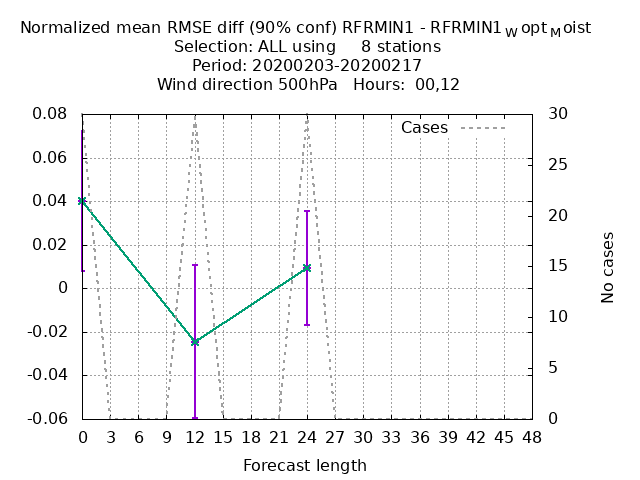 Normalized mean RMSE diff (90% conf) RFRMIN1 - RFRMIN1WoptMoist
Selection: ALL using 8 stations
Period: 20200203-20200217
Wind direction 500hPa Hours: 00,12
Cases
0.08
0.06
0.04
0.02
0
-0.02
-0.04
-0.06
30
25
20
15
10
5
0
No cases
0 3 6 9 12 15 18 21 24 27 30 33 36 39 42 45 48
Forecast length